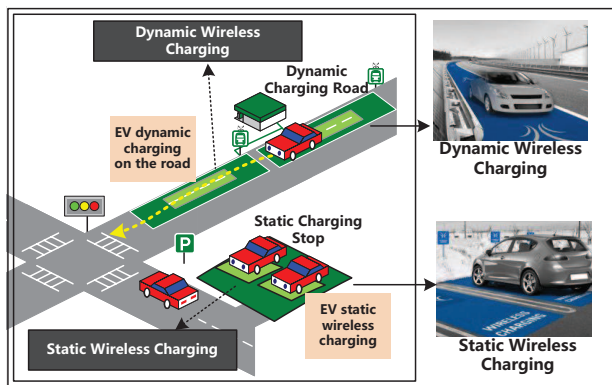 Dynamic Wireless
Charging
Dynamic
Charging Road
EV dynamic
charging
on the road
Dynamic Wireless
Charging
Static Charging
Stop
P
EV static
wireless
charging
Static Wireless Charging
WIRELESS
CHARGING
Static Wireless
Charging